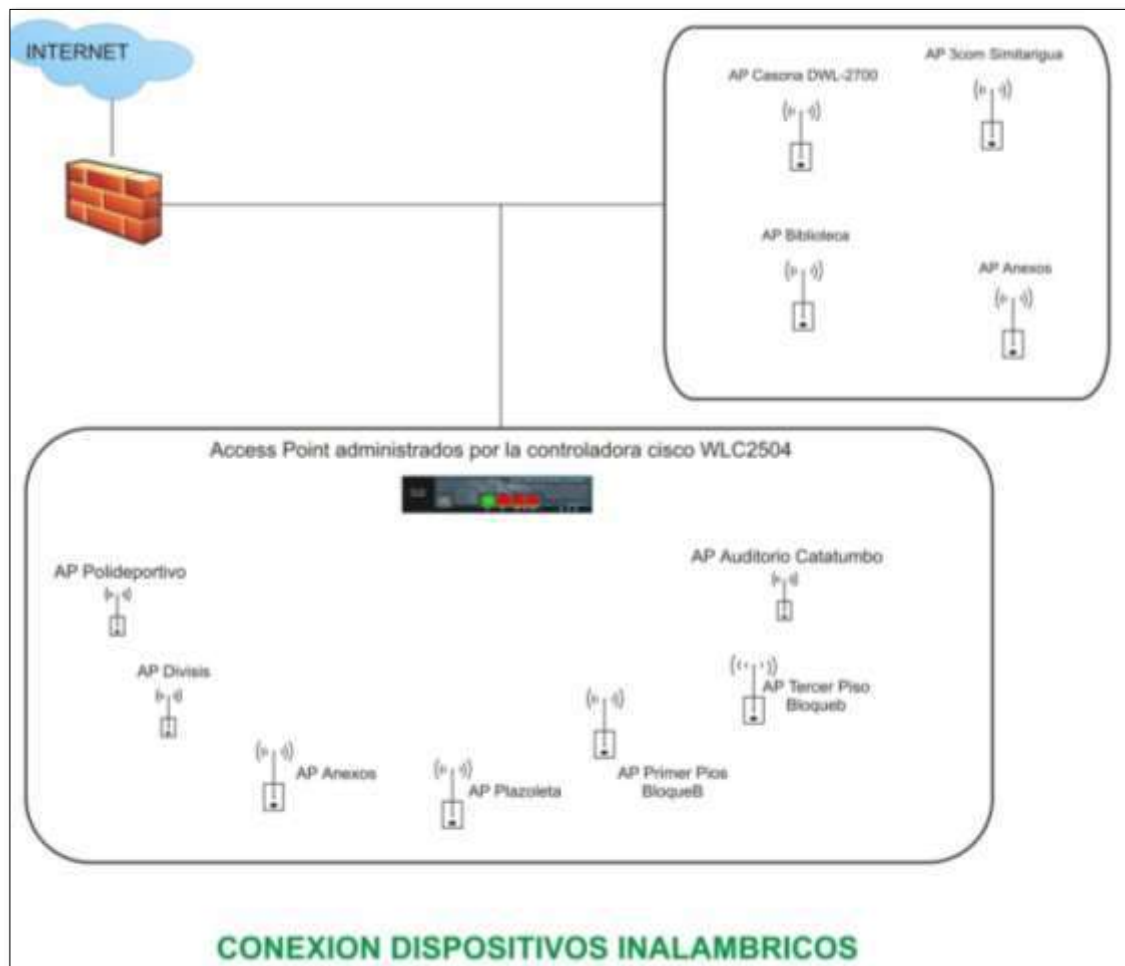 INTERNET
AP 3com Simitarigua
AP Casona DWL-2700
AP Biblioteca
AP Anexos
Access Point administrados por la controladora cisco WLC2504
AP Polideportivo
AP Auditorio Catatumbo
AP Divisis
AP Tercer Piso
Bloqueb
AP Anexos
AP Plazoleta
AP Primer Pios
BloqueB
CONEXION DISPOSITIVOS INALAMBRICOS